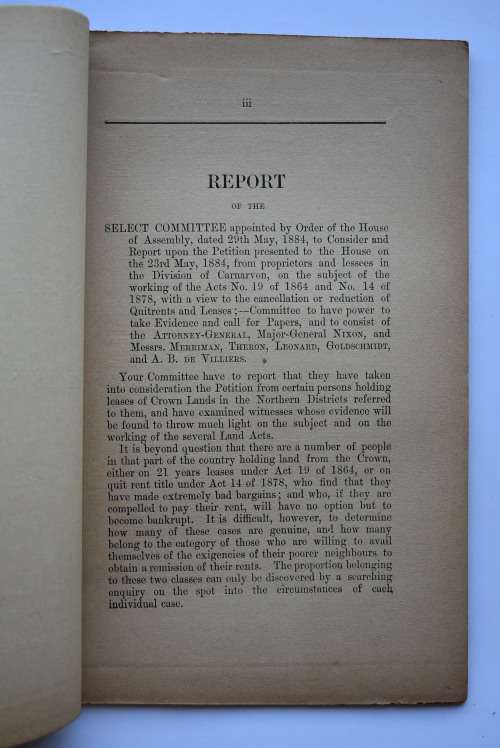 iii
REPORT
OF THE
SELECT COMMITTEE appointed by Order of the House
of Assembly, dated 29th May, 1884, to Consider and
Report upon the Petition presented to the House on
the 23rd May, 1884, from proprietors and lessees in
the Division of Carnarvon, on the subject of the
working of the Acts No. 19 of 1864 and No. 14 of
1878, with a view to the cancellation or reduction of
Quitrents and Leases:—Committee to have power to
take Evidence and call for Papers, and to consist of
the ATTORNEY-GENERAL, Major-General NIXON, and
Messrs. MERRIMAN, THERON, LEONARD, GOLDSCHMIDT,
and A. B. DE VILLIERS.
Your Committee have to report that they have taken
into consideration the Petition from certain persons holding
leases of Crown Lands in the Northern Districts referred
to them, and have examined witnesses whose evidence will
be found to throw much light on the subject and on the
working of the several Land Acts.
It is beyond question that there are a number of people
in that part of the country holding land from the Crown,
either on 21 years leases under Act 19 of 1864, or on
quit rent title under Act 14 of 1878, who find that they
have made extremely bad bargains; and who, if they are
compelled to pay their rent, will have no option but to
become bankrupt. It is difficult, however, to determine
how many of these cases are genuine, and how many
belong to the category of those who are willing to avail
themselves of the exigencies of their poorer neighbours to
obtain a remission of their rents. The proportion belonging
to these two classes can only be discovered by a searching
enquiry on the spot into the circumstances of each
individual case.